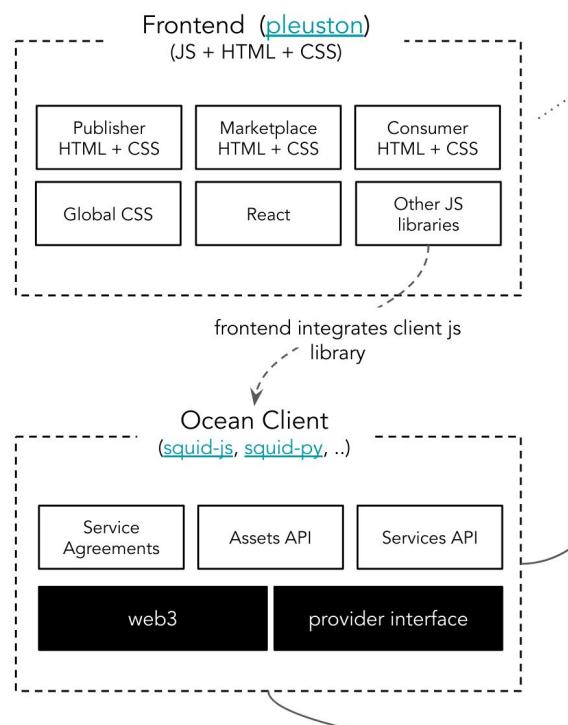 Frontend (pleuston)
(JS + HTML + CSS)
Publisher
HTML + CSS
Marketplace
HTML + CSS
Consumer
HTML + CSS
Global CSS
React
Other JS
libraries
frontend integrates client js
library
Ocean Client
(squid-js, squid-py, ..)
Service
Agreements
Assets API
Services API
web3
provider interface